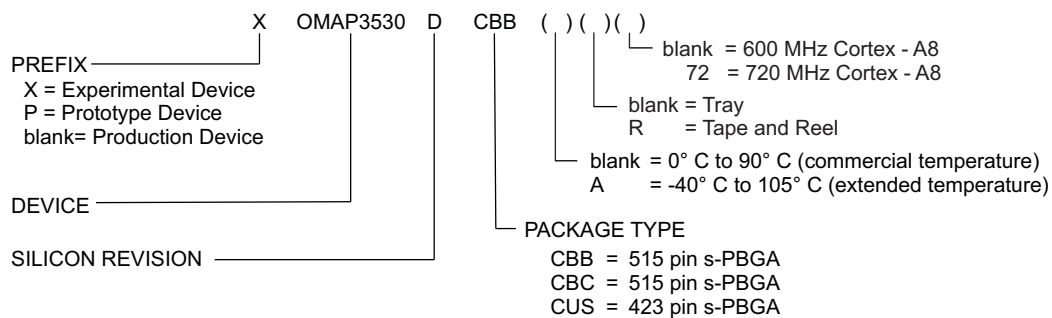 X OMAP3530 D CBB ( ) ( ) ( )
blank = 600 MHz Cortex - A8
72 = 720 MHz Cortex - A8
PREFIX
X = Experimental Device
P = Prototype Device
blank= Production Device
blank = Tray
R = Tape and Reel
blank = 0° C to 90° C (commercial temperature)
A = -40° C to 105° C (extended temperature)
DEVICE
PACKAGE TYPE
SILICON REVISION
CBB = 515 pin s-PBGA
CBC = 515 pin s-PBGA
CUS = 423 pin s-PBGA